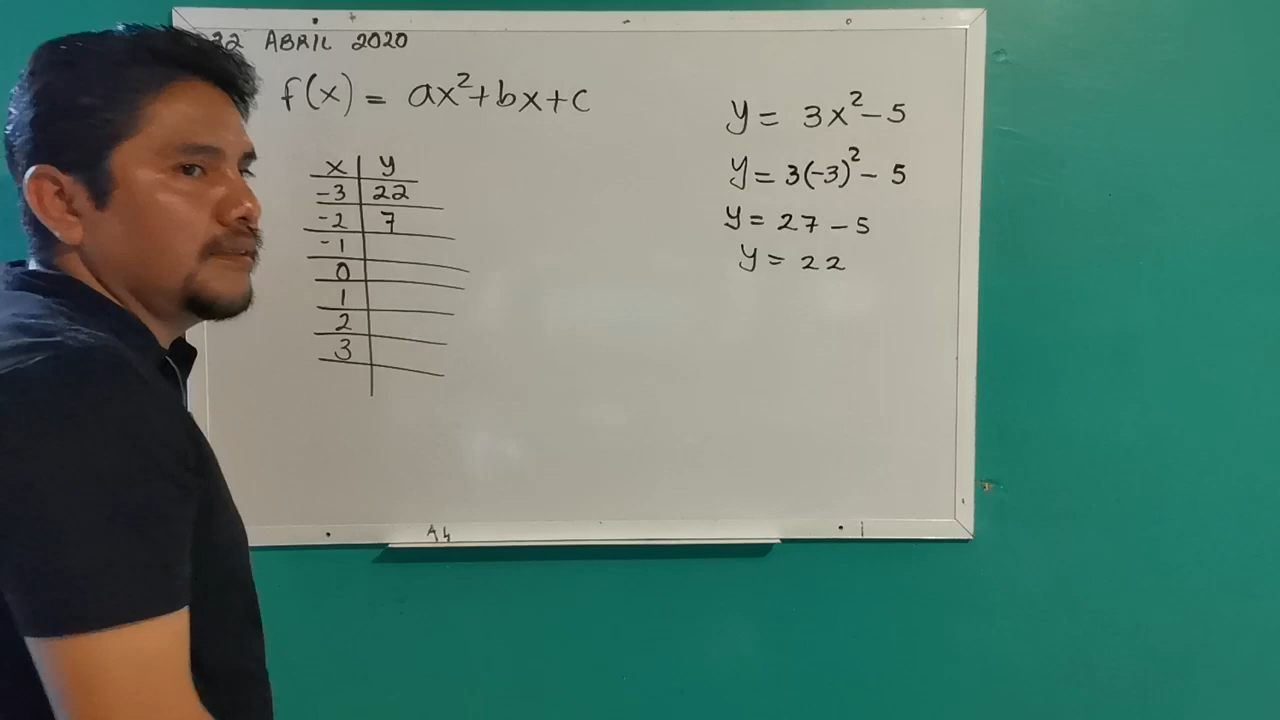 22 ABRIL 2020
f(x) = ax²+bx+c
x | y
-3 | 22
-2 | 7
-1 |
0 |
1 |
2 |
3 |
y = 3x²-5
y = 3(-3)²-5
y = 27-5
y = 22